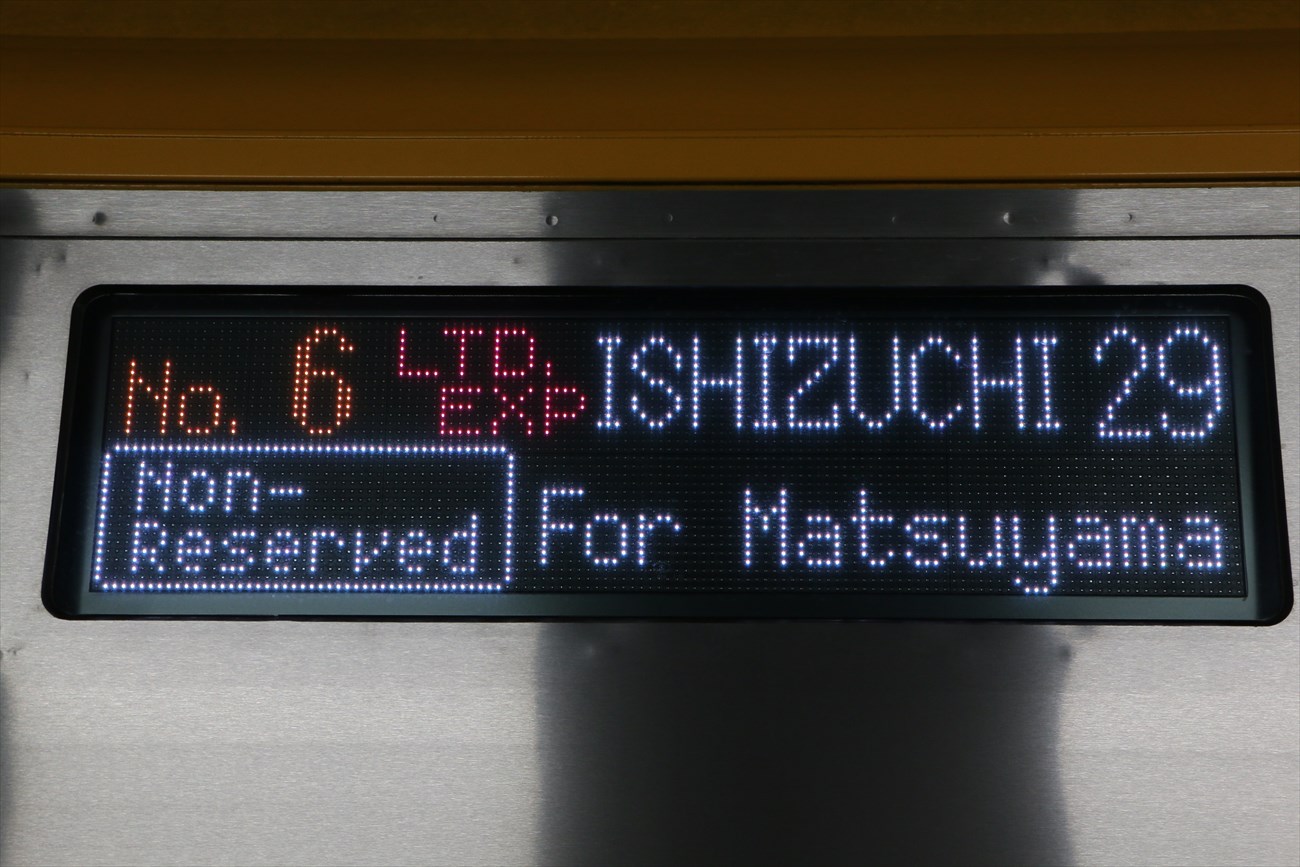 No. 6 LTD. EXP ISHIZUCHI 29
Non-
Reserved
For Matsuyama